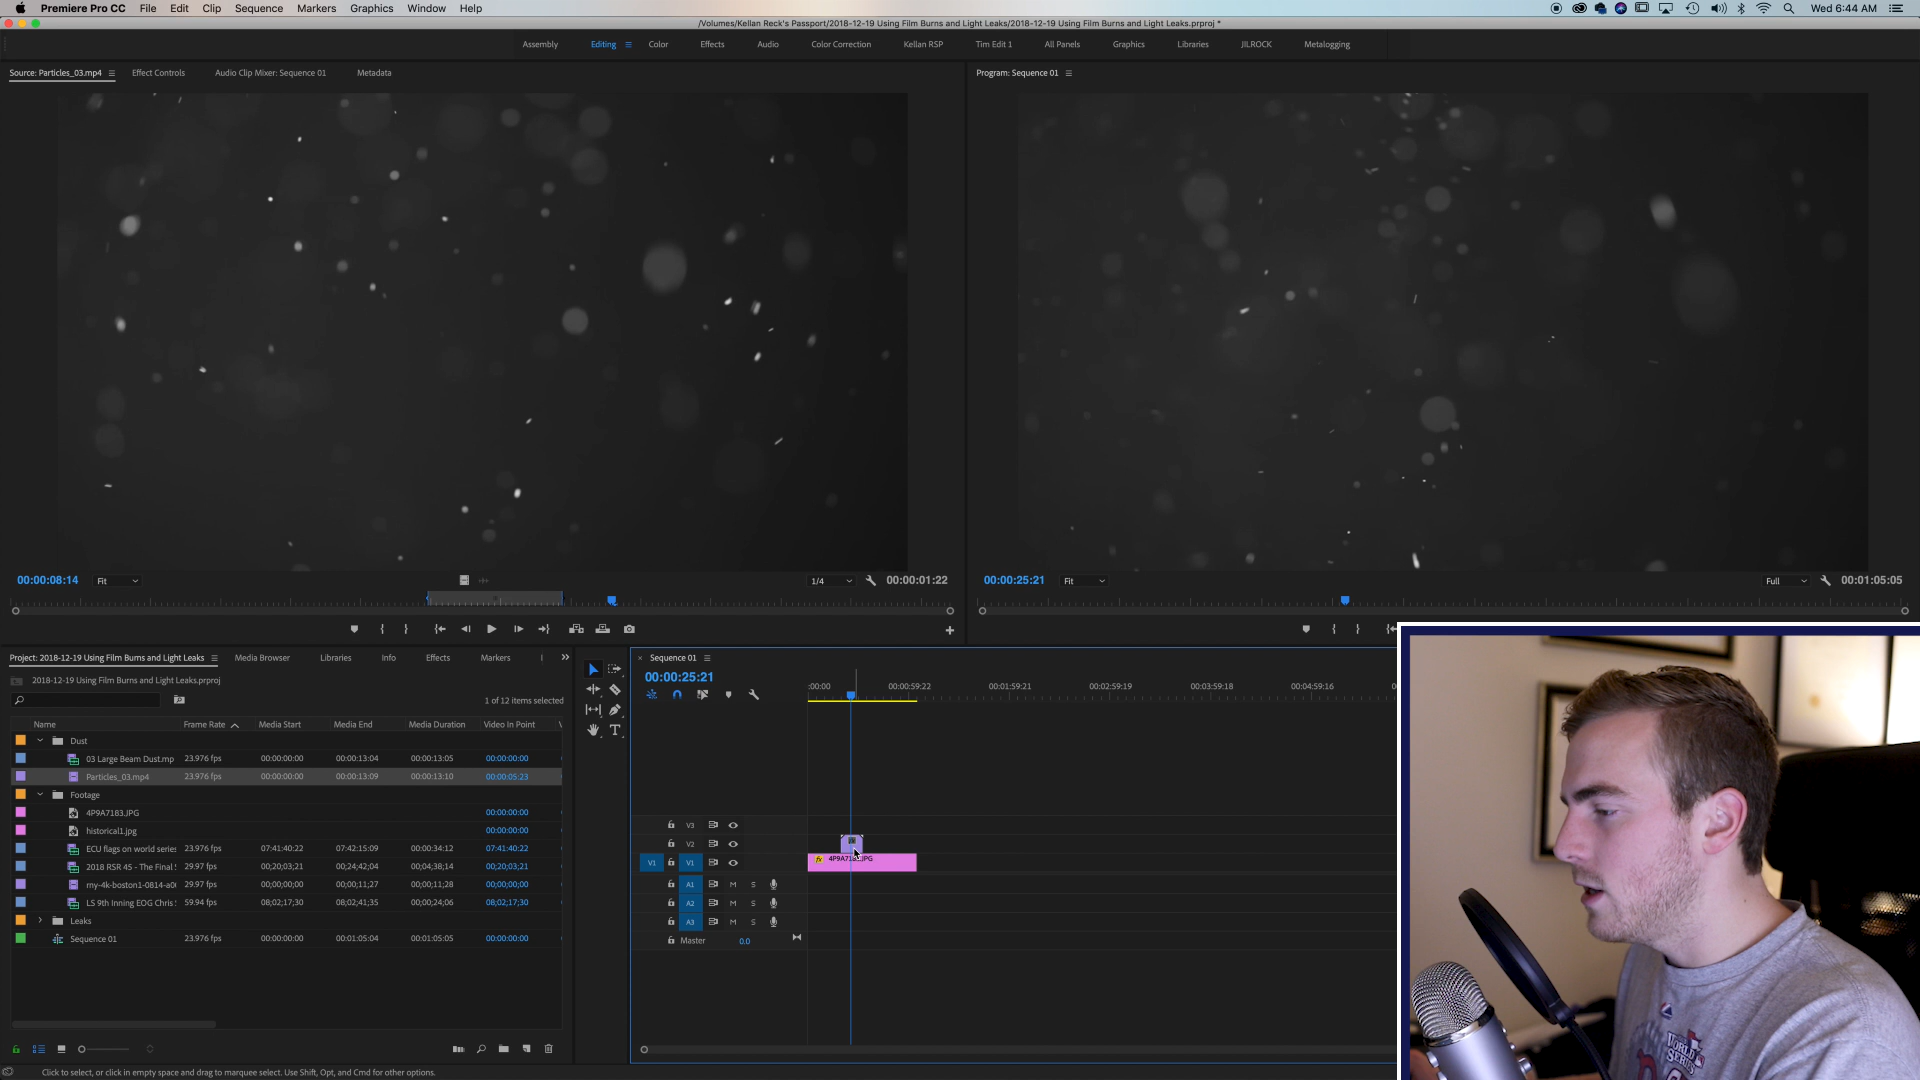 Premiere Pro CC File Edit Clip Sequence Markers Graphics Window Help Wed 6:44 AM
/Volumes/Kellan Reck's Passport/2018-12-19 Using Film Burns and Light Leaks/2018-12-19 Using Film Burns and Light Leaks.prproj *
Assembly Editing Color Effects Audio Color Correction Kellan RSP Tim Edit 1 All Panels Graphics Libraries JILROCK Metalogging
Source: Particles_03.mp4 Effect Controls Audio Clip Mixer: Sequence 01 Metadata Program: Sequence 01
00:00:08:14 Fit 1/4 00:00:01:22 00:00:25:21 Fit Full 00:01:05:05
Project: 2018-12-19 Using Film Burns and Light Leaks Media Browser Libraries Info Effects Markers Sequence 01
2018-12-19 Using Film Burns and Light Leaks.prproj 00:00:25:21
:00:00 00:00:59:22 00:01:59:21 00:02:59:19 00:03:59:18 00:04:59:16
1 of 12 items selected
Name Frame Rate Media Start Media End Media Duration Video In Point
Dust
03 Large Beam Dust.mp 23.976 fps 00:00:00:00 00:00:13:04 00:00:13:05 00:00:00:00
Particles_03.mp4 23.976 fps 00:00:00:00 00:00:13:09 00:00:13:10 00:00:05:23
Footage
4P9A7183.JPG 00:00:00:00
historical1.jpg 00:00:00:00
ECU flags on world series 23.976 fps 07:41:40:22 07:42:15:09 00:00:34:12 07:41:40:22
2018 RSR 45 - The Final 29.97 fps 00;20;03;21 00;24;42;04 00;04;38;14 00;20;03;21
my-4k-boston1-0814-a0 29.97 fps 00;00;00;00 00;00;11;27 00;00;11;28 00;00;00;00
LS 9th Inning EOG Chris 59.94 fps 08;02;17;30 08;02;41;35 00;00;24;06 08;02;17;30
Leaks
Sequence 01 23.976 fps 00:00:00:00 00:01:05:04 00:01:05:05 00:00:00:00
V3
V2
V1 V1 fx
A1 M S
A2 M S
A3 M S
Master 0.0
Click to select, or click in empty space and drag to marquee select. Use Shift, Opt, and Cmd for other options.
WORLD
SERIES